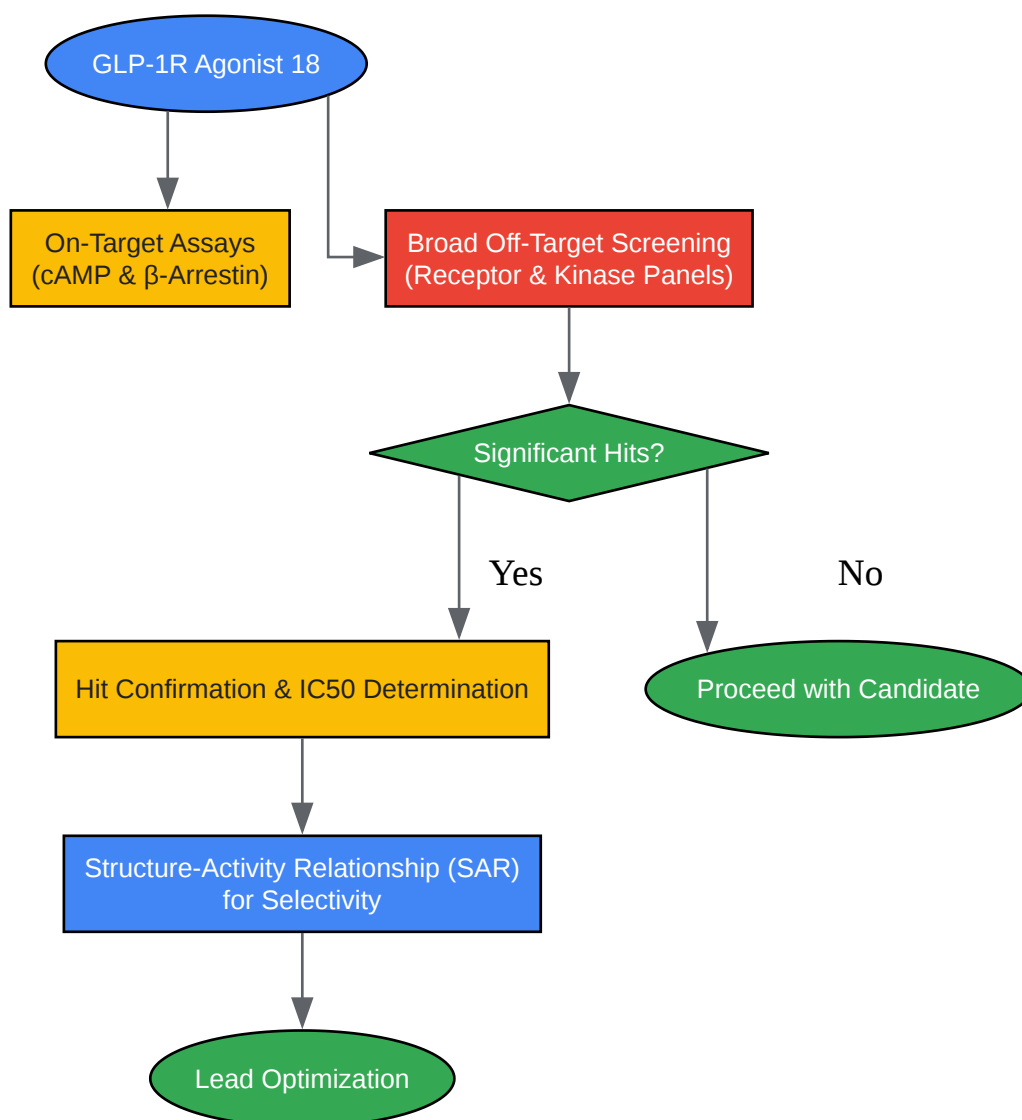 GLP-1R Agonist 18
On-Target Assays
(cAMP & β-Arrestin)
Broad Off-Target Screening
(Receptor & Kinase Panels)
Significant Hits?
Yes
No
Hit Confirmation & IC50 Determination
Proceed with Candidate
Structure-Activity Relationship (SAR)
for Selectivity
Lead Optimization